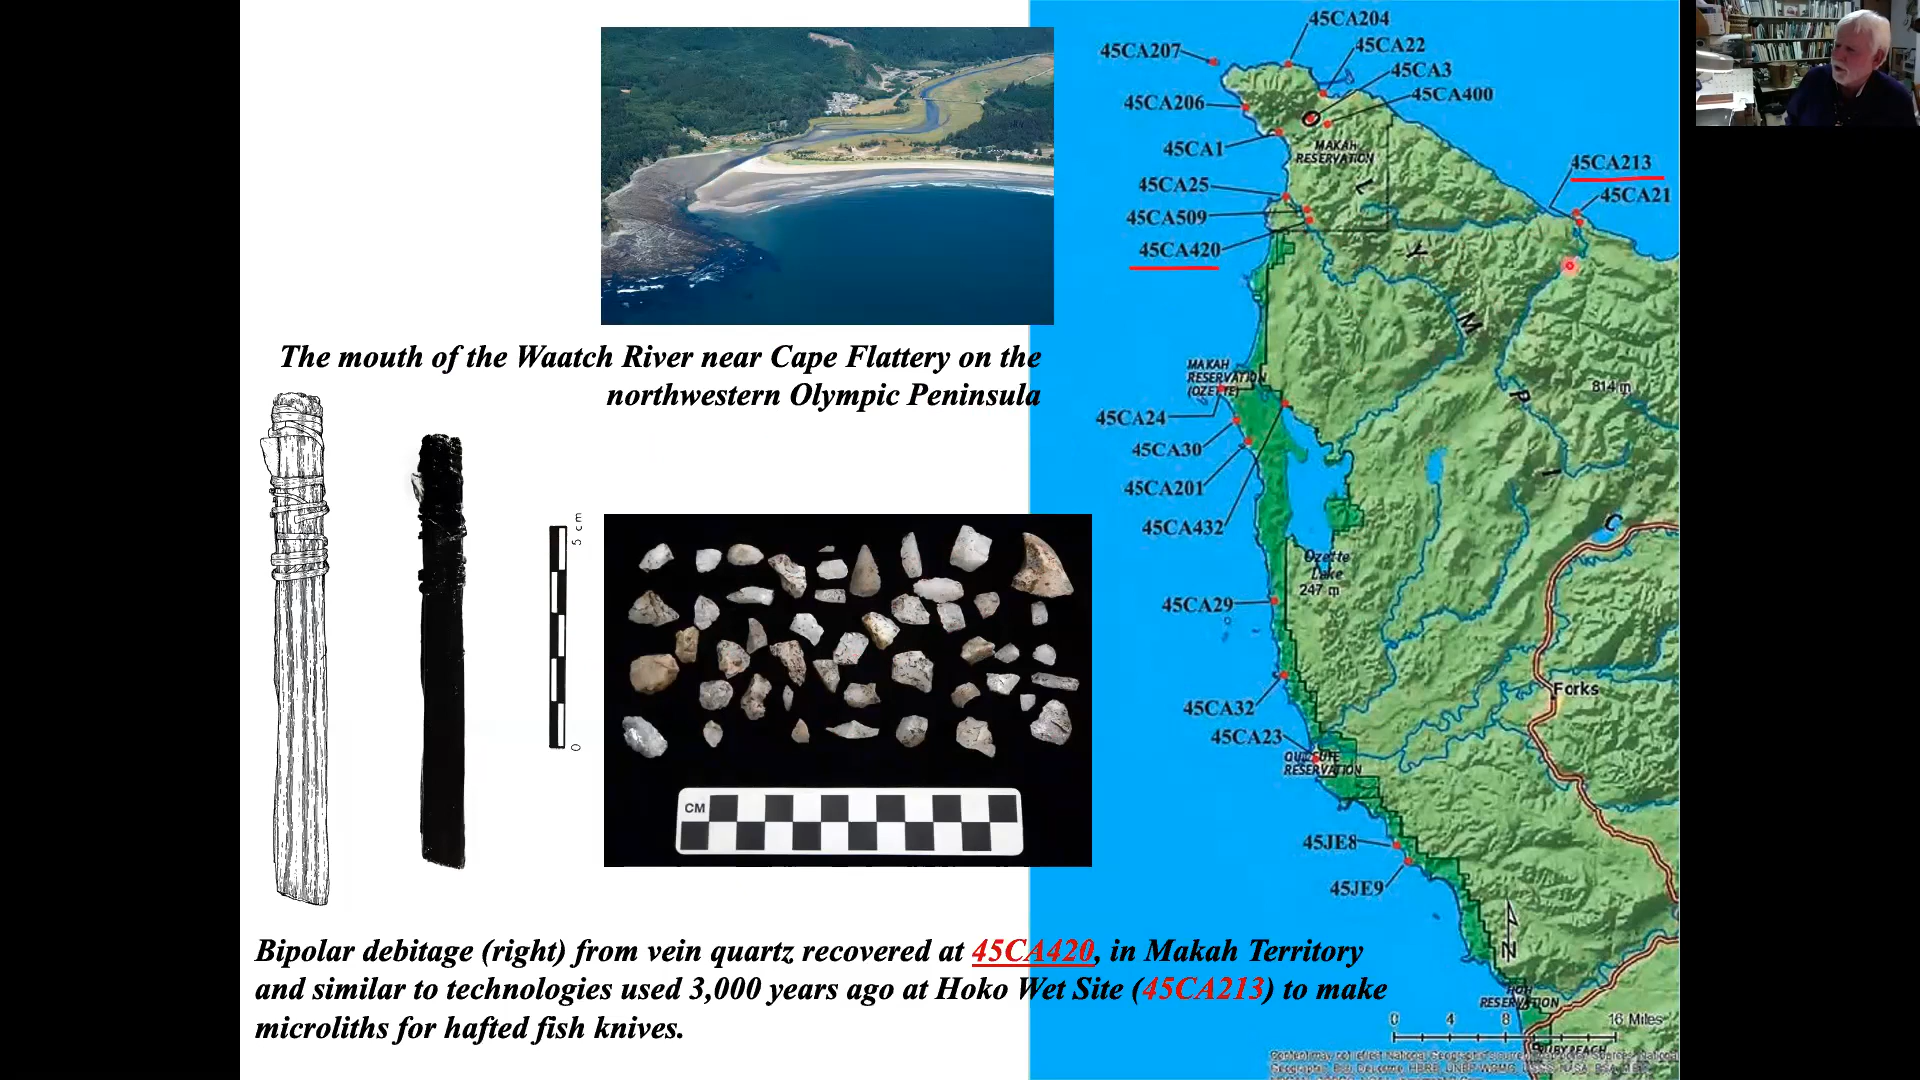 45CA204
45CA207
45CA22
45CA3
45CA400
45CA206
MAKAH
RESERVATION
45CA1
45CA213
45CA25
45CA21
45CA509
45CA420
L
Y
M
P
I
C
The mouth of the Waatch River near Cape Flattery on the
northwestern Olympic Peninsula
MAKAH
RESERVATION
(OZETTE)
814 m
45CA24
45CA30
45CA201
45CA432
5 cm
0
Ozette
Lake
247 m
45CA29
Forks
45CA32
45CA23
QUILEUTE
RESERVATION
CM
45JE8
45JE9
N
Bipolar debitage (right) from vein quartz recovered at 45CA420, in Makah Territory
and similar to technologies used 3,000 years ago at Hoko Wet Site (45CA213) to make
microliths for hafted fish knives.
HOH
RESERVATION
0 4 8 16 Miles
RUBY BEACH